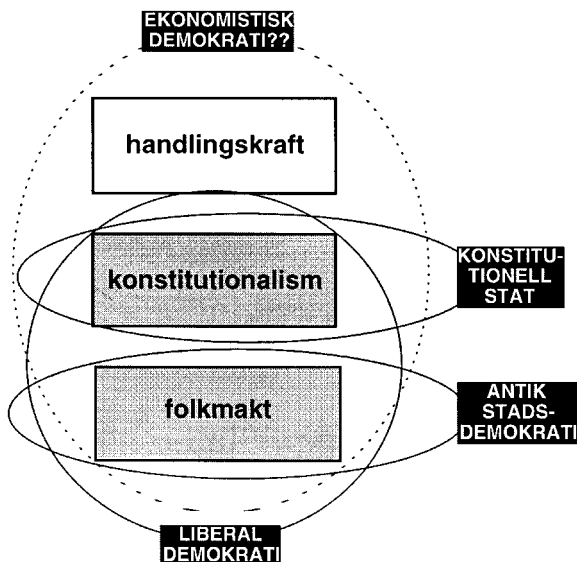 EKONOMISTISK
DEMOKRATI??
handlingskraft
konstitutionalism
KONSTITU-
TIONELL
STAT
folkmakt
ANTIK
STADS-
DEMOKRATI
LIBERAL
DEMOKRATI